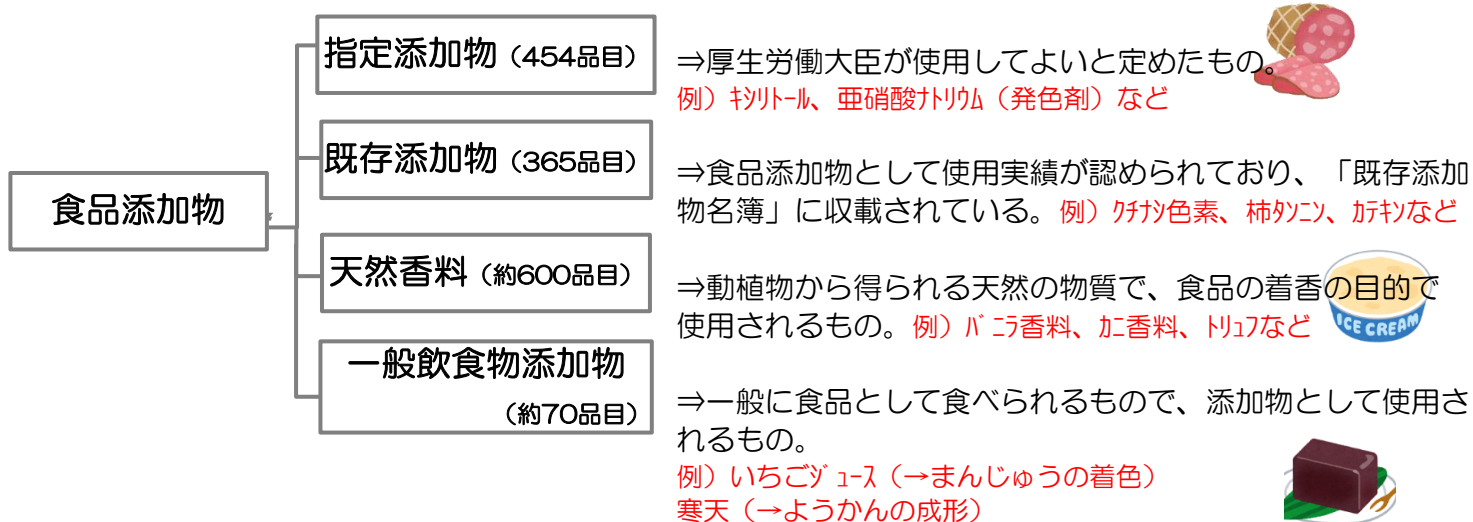 食品添加物
指定添加物（454品目）
⇒厚生労働大臣が使用してよいと定めたもの。
例）ｷｼﾘﾄｰﾙ、亜硝酸ﾅﾄﾘｳﾑ（発色剤）など
既存添加物（365品目）
⇒食品添加物として使用実績が認められており、「既存添加
物名簿」に収載されている。例）ｸﾁﾅｼ色素、柿ﾀﾝﾆﾝ、ｶﾃｷﾝなど
天然香料（約600品目）
⇒動植物から得られる天然の物質で、食品の着香の目的で
使用されるもの。例）ﾊﾞﾆﾗ香料、ｶﾆ香料、ﾄﾘｭﾌなど
ICE CREAM
一般飲食物添加物
（約70品目）
⇒一般に食品として食べられるもので、添加物として使用さ
れるもの。
例）いちごｼﾞｭｰｽ（→まんじゅうの着色）
寒天（→ようかんの成形）